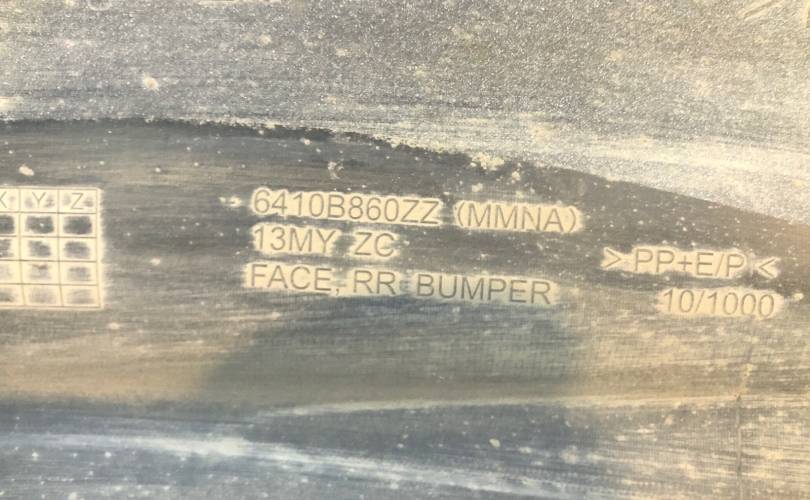 X Y Z
6410B860ZZ (MMNA)
13MY ZC
FACE, RR BUMPER
>PP+E/P<
10/1000